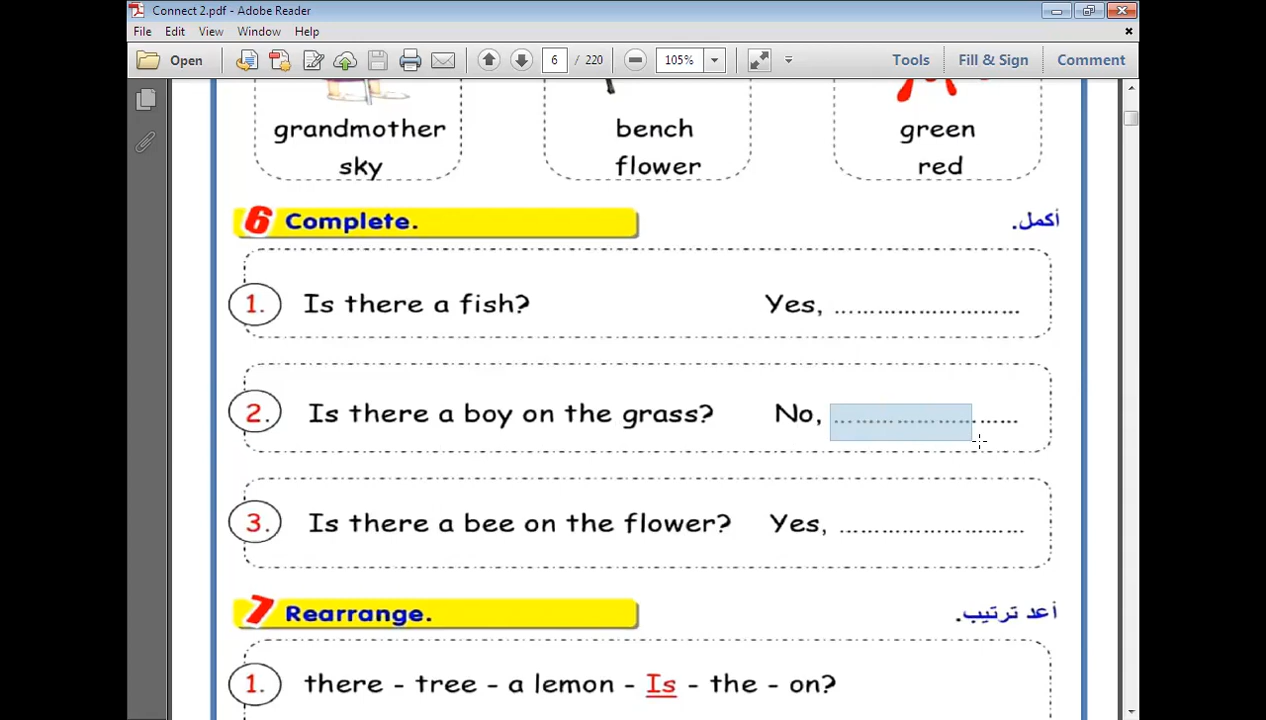 Connect 2.pdf - Adobe Reader
File Edit View Window Help
Open 6 / 220 105% Tools Fill & Sign Comment
grandmother bench green
sky flower red
6 Complete. أكمل.
1. Is there a fish? Yes, ...........................
2. Is there a boy on the grass? No, ...........................
3. Is there a bee on the flower? Yes, ...........................
7 Rearrange. أعد ترتيب.
1. there - tree - a lemon - Is - the - on?